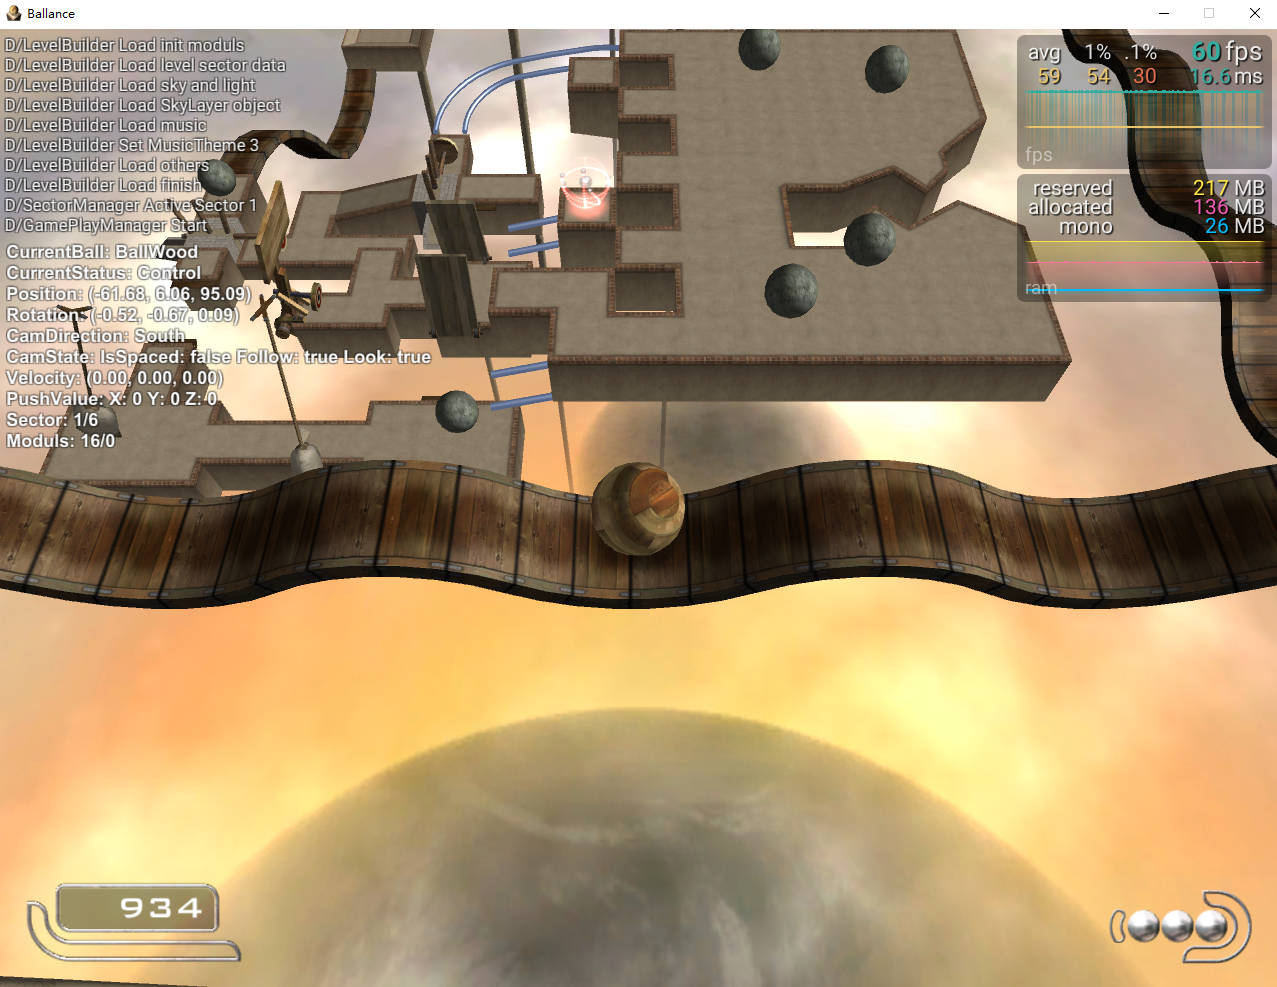 Ballance
D/LevelBuilder Load init moduls
D/LevelBuilder Load level sector data
D/LevelBuilder Load sky and light
D/LevelBuilder Load SkyLayer object
D/LevelBuilder Load music
D/LevelBuilder Set MusicTheme 3
D/LevelBuilder Load others
D/LevelBuilder Load finish
D/SectorManager Active Sector 1
D/GamePlayManager Start
CurrentBall: BallWood
CurrentStatus: Control
Position: (-61.68, 6.06, 95.09)
Rotation: (-0.52, -0.67, 0.09)
CamDirection: South
CamState: IsSpaced: false Follow: true Look: true
Velocity: (0.00, 0.00, 0.00)
PushValue: X: 0 Y: 0 Z: 0
Sector: 1/6
Moduls: 16/0
avg 1% .1% 60 fps
59 54 30 16.6 ms
fps
reserved 217 MB
allocated 136 MB
mono 26 MB
ram
934